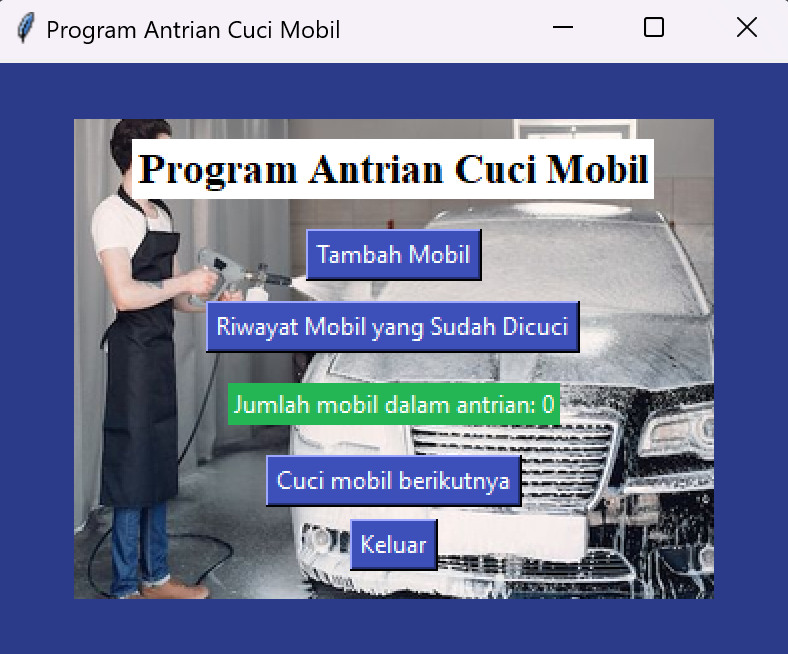 Program Antrian Cuci Mobil
Program Antrian Cuci Mobil
Tambah Mobil
Riwayat Mobil yang Sudah Dicuci
Jumlah mobil dalam antrian: 0
Cuci mobil berikutnya
Keluar